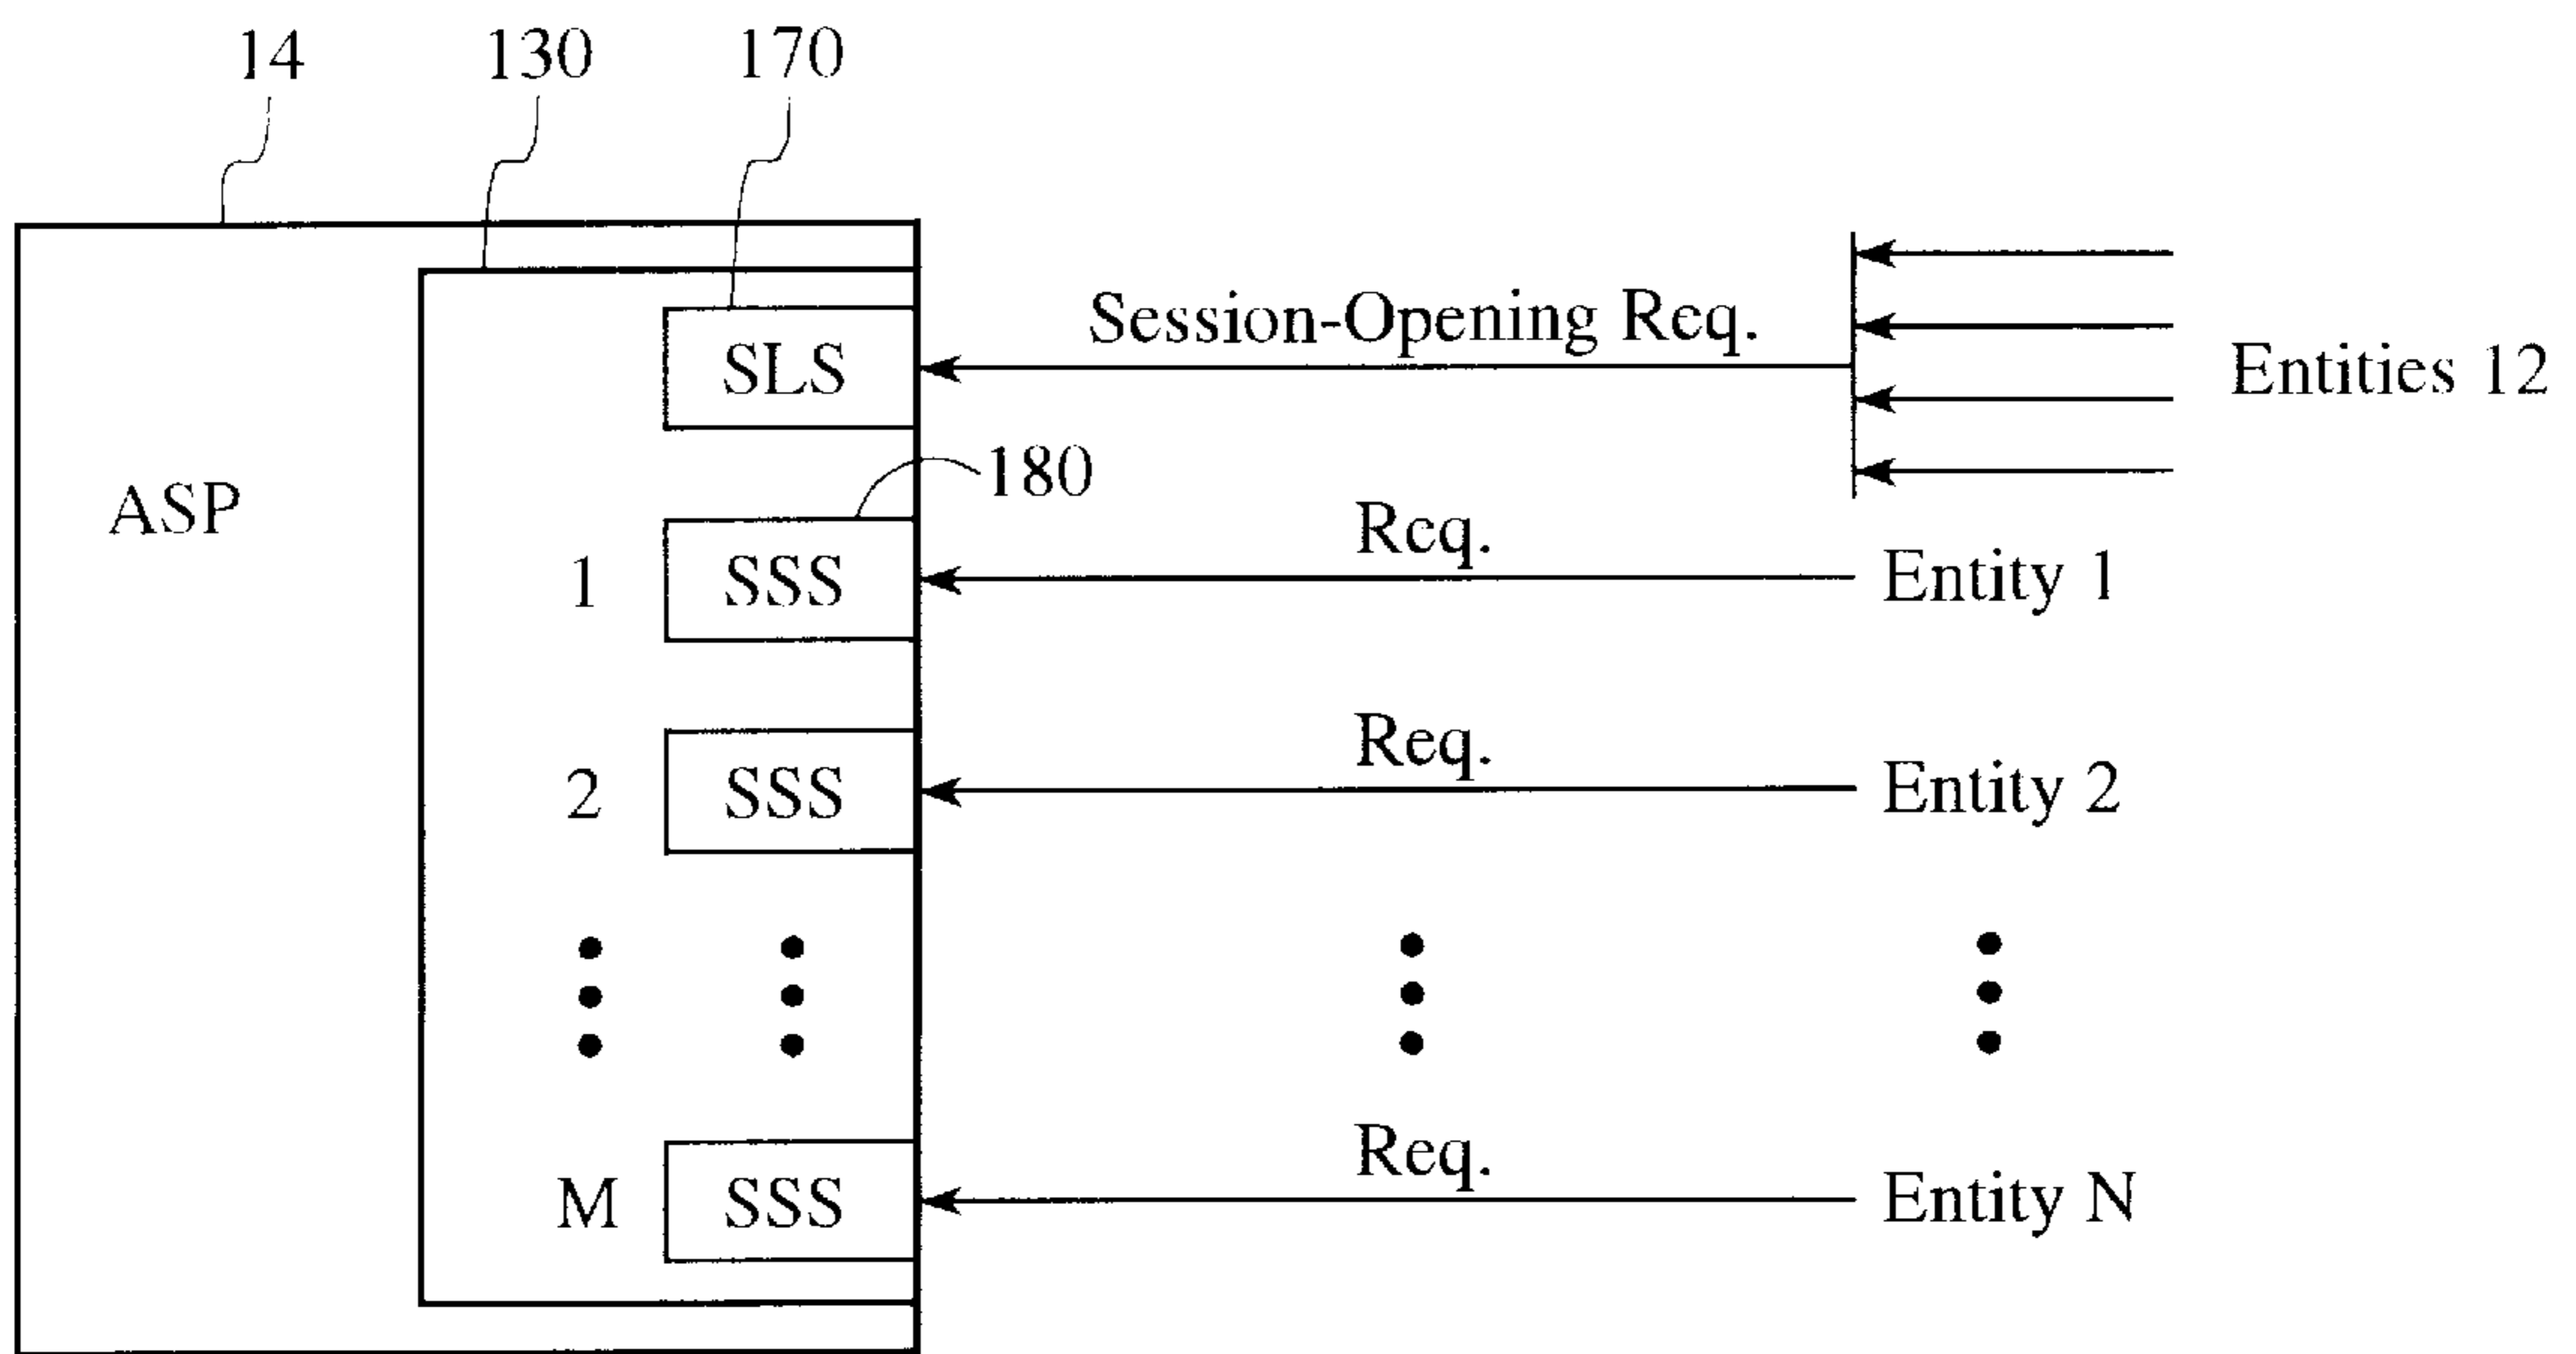 14 130 170
Session-Opening Req.
SLS
Entities 12
ASP
180
Req.
1 SSS Entity 1
Req.
2 SSS Entity 2
Req.
M SSS Entity N